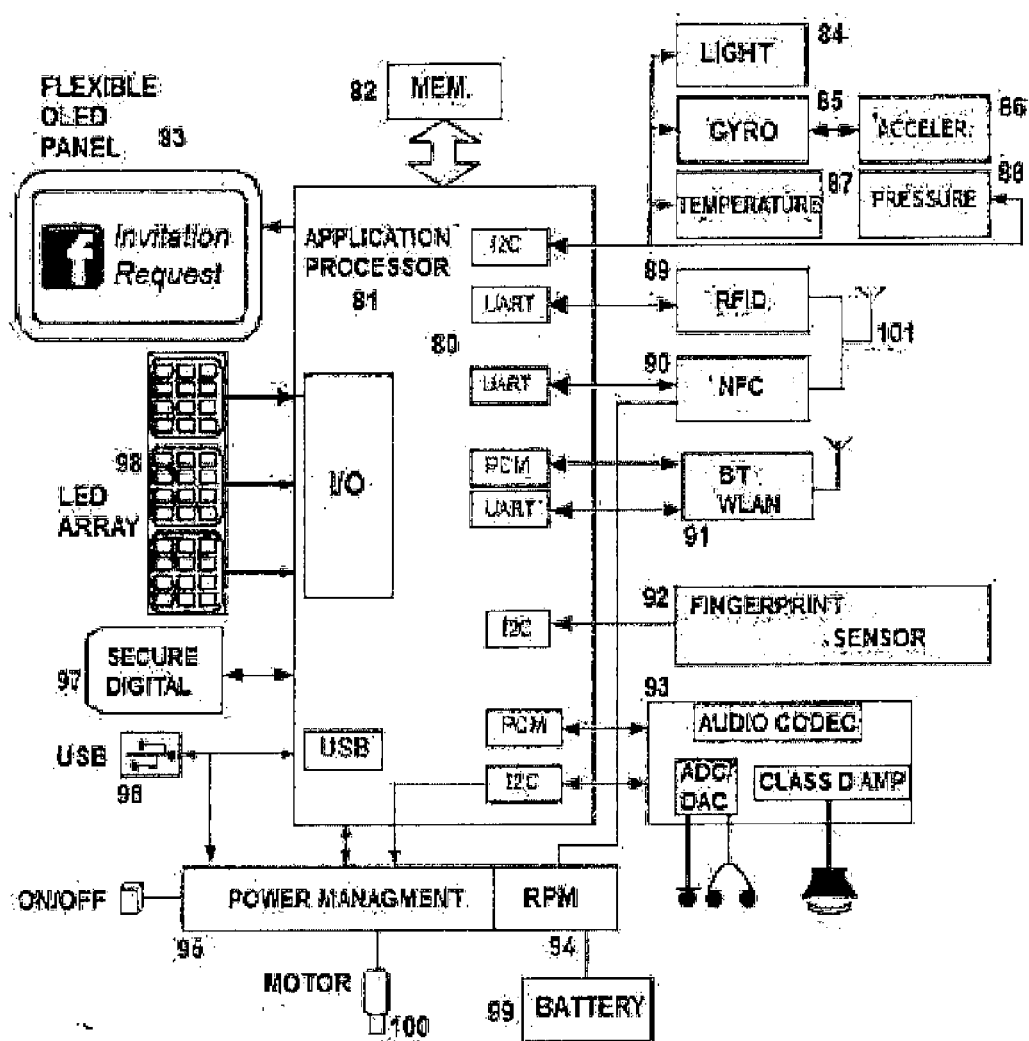 FLEXIBLE
OLED
PANEL
83
f Invitation
Request
82
MEM.
LIGHT
84
GYRO
85
ACCELER.
86
TEMPERATURE
87
PRESSURE
88
APPLICATION
PROCESSOR
81
80
I2C
UART
UART
PCM
UART
I2C
PCM
I2C
I/O
USB
89
RFID
101
90
NFC
BT
WLAN
91
92
FINGERPRINT
SENSOR
93
AUDIO CODEC
ADC/
DAC
CLASS D AMP
98
LED
ARRAY
97
SECURE
DIGITAL
USB
96
ON/OFF
POWER MANAGMENT
RPM
95
94
MOTOR
100
99
BATTERY